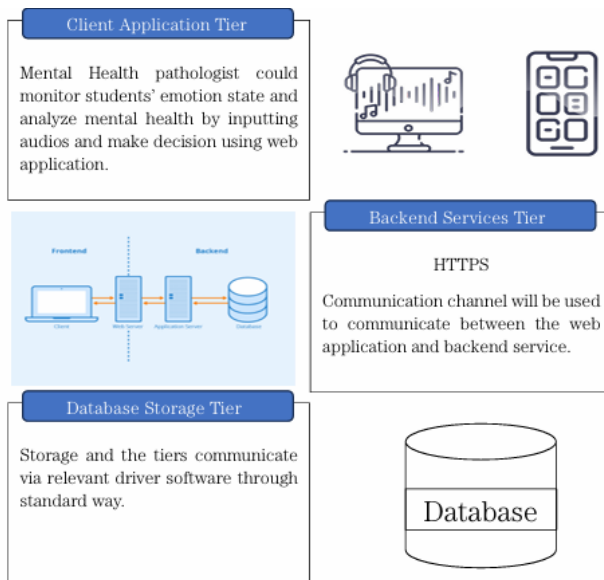 Client Application Tier
Mental Health pathologist could
monitor students' emotion state and
analyze mental health by inputting
audios and make decision using web
application.
Backend Services Tier
HTTPS
Communication channel will be used
to communicate between the web
application and backend service.
Frontend
Backend
Client
Web Server
Application Server
Database
Database Storage Tier
Storage and the tiers communicate
via relevant driver software through
standard way.
Database